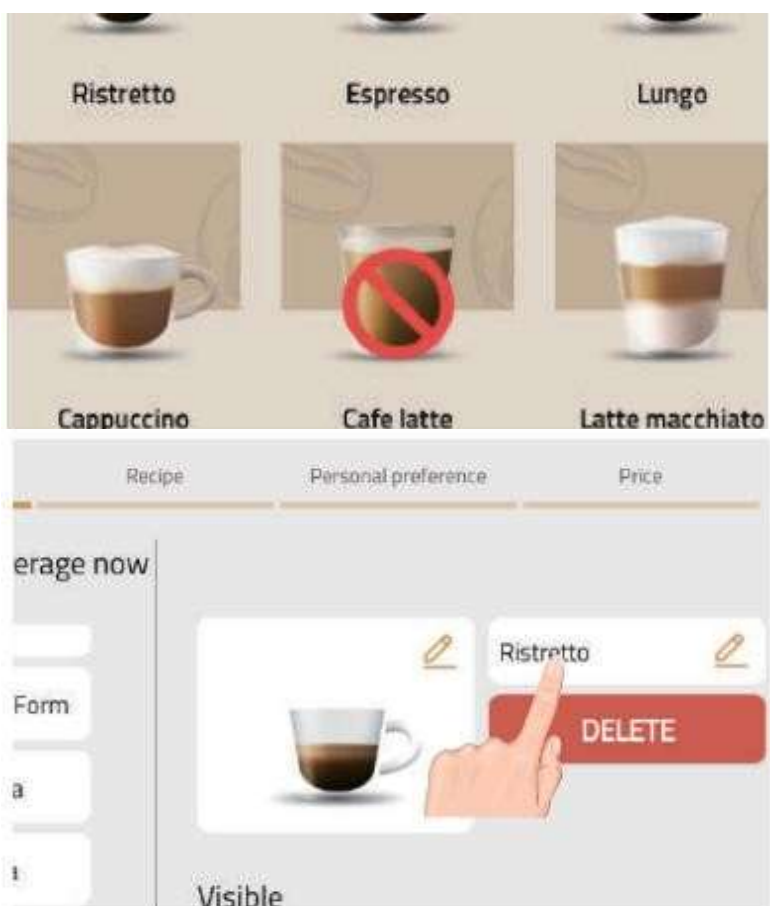 Ristretto Espresso Lungo
Cappuccino Cafe latte Latte macchiato
Recipe Personal preference Price
erage now
Ristretto
Form
DELETE
a
Visible